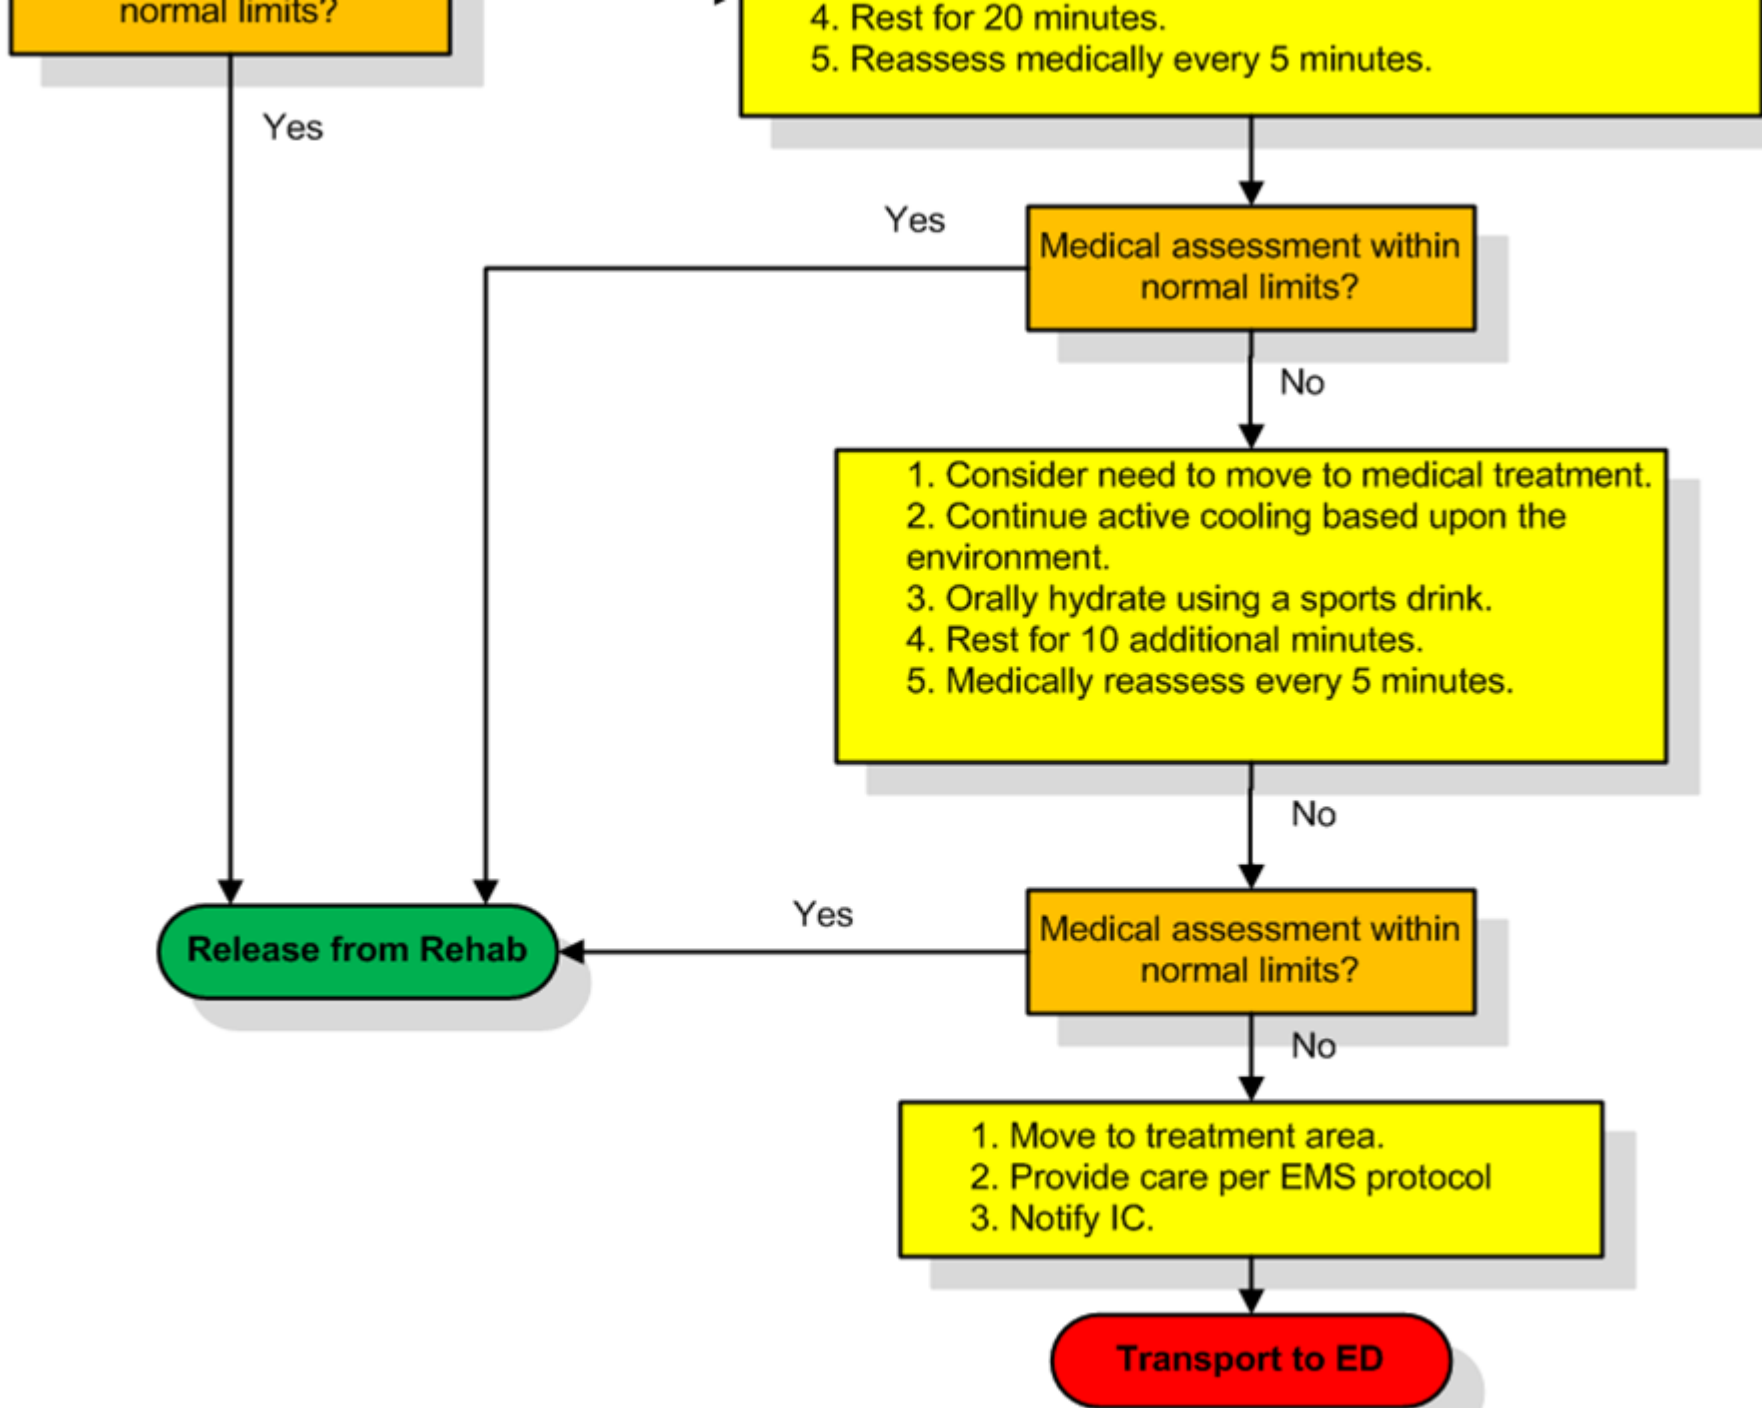 normal limits?
4. Rest for 20 minutes.
5. Reassess medically every 5 minutes.
Yes
Yes
Medical assessment within
normal limits?
No
1. Consider need to move to medical treatment.
2. Continue active cooling based upon the
environment.
3. Orally hydrate using a sports drink.
4. Rest for 10 additional minutes.
5. Medically reassess every 5 minutes.
No
Yes
Medical assessment within
normal limits?
Release from Rehab
No
1. Move to treatment area.
2. Provide care per EMS protocol
3. Notify IC.
Transport to ED